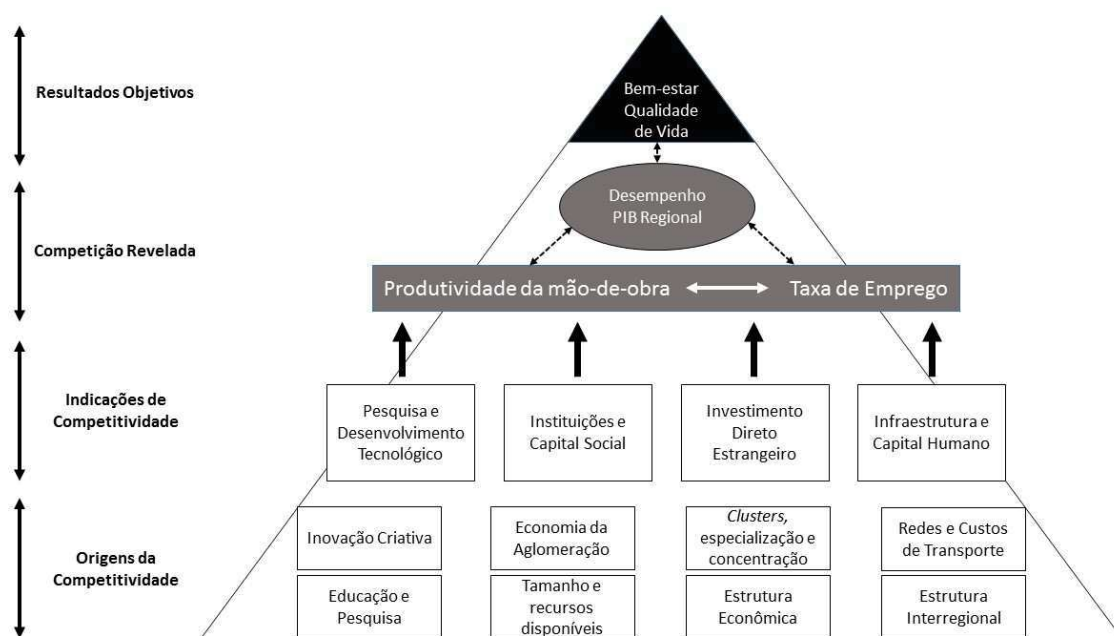 Resultados Objetivos
Bem-estar
Qualidade
de Vida
Competição Revelada
Desempenho
PIB Regional
Produtividade da mão-de-obra
Taxa de Emprego
Indicações de
Competitividade
Pesquisa e
Desenvolvimento
Tecnológico
Instituições e
Capital Social
Investimento
Direto
Estrangeiro
Infraestrutura e
Capital Humano
Origens da
Competitividade
Inovação Criativa
Economia da
Aglomeração
Clusters,
especialização e
concentração
Redes e Custos
de Transporte
Educação e
Pesquisa
Tamanho e
recursos
disponíveis
Estrutura
Econômica
Estrutura
Interregional